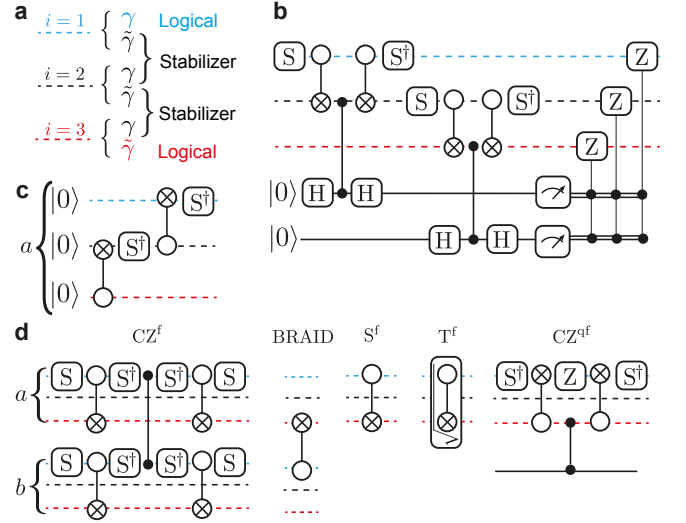 a
i = 1 { γ Logical
γ̃
} Stabilizer
i = 2 { γ
γ̃
} Stabilizer
i = 3 { γ
γ̃ Logical
b
S S† Z
S S† Z
Z
|0⟩ H H
|0⟩ H H
c
a { |0⟩ S†
|0⟩ S†
|0⟩
d
CZᶠ BRAID Sᶠ Tᶠ CZqf
a { S S† S† S S† Z S†
b { S S† S† S